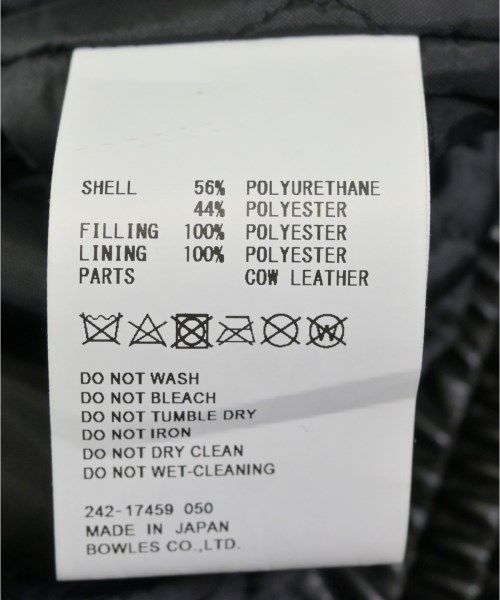 SHELL 56% POLYURETHANE
44% POLYESTER
FILLING 100% POLYESTER
LINING 100% POLYESTER
PARTS COW LEATHER
W
DO NOT WASH
DO NOT BLEACH
DO NOT TUMBLE DRY
DO NOT IRON
DO NOT DRY CLEAN
DO NOT WET-CLEANING
242-17459 050
MADE IN JAPAN
BOWLES CO.,LTD.